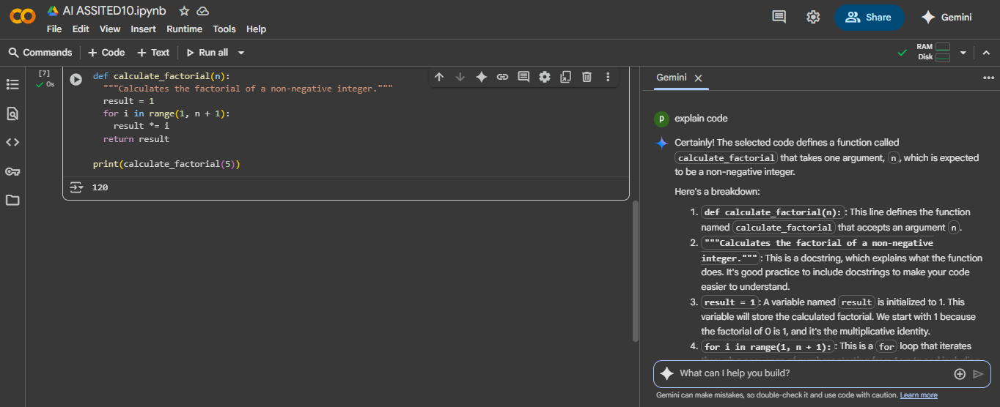 AI ASSITED10.ipynb
File Edit View Insert Runtime Tools Help
Share
Gemini
Commands + Code + Text Run all
RAM
Disk
[7]
0s
def calculate_factorial(n):
"""Calculates the factorial of a non-negative integer."""
result = 1
for i in range(1, n + 1):
result *= i
return result
print(calculate_factorial(5))
120
Gemini
p explain code
Certainly! The selected code defines a function called
calculate_factorial that takes one argument, n, which is expected
to be a non-negative integer.
Here's a breakdown:
1. def calculate_factorial(n): : This line defines the function
named calculate_factorial that accepts an argument n.
2. """Calculates the factorial of a non-negative
integer.""" : This is a docstring, which explains what the function
does. It's good practice to include docstrings to make your code
easier to understand.
3. result = 1 : A variable named result is initialized to 1. This
variable will store the calculated factorial. We start with 1 because
the factorial of 0 is 1, and it's the multiplicative identity.
4. for i in range(1, n + 1): : This is a for loop that iterates
What can I help you build?
Gemini can make mistakes, so double-check it and use code with caution. Learn more